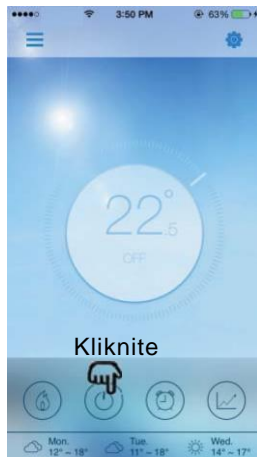 3:50 PM 63%
22.5°
OFF
Kliknite
Mon. Tue. Wed.
12° ~ 18° 11° ~ 18° 14° ~ 17°